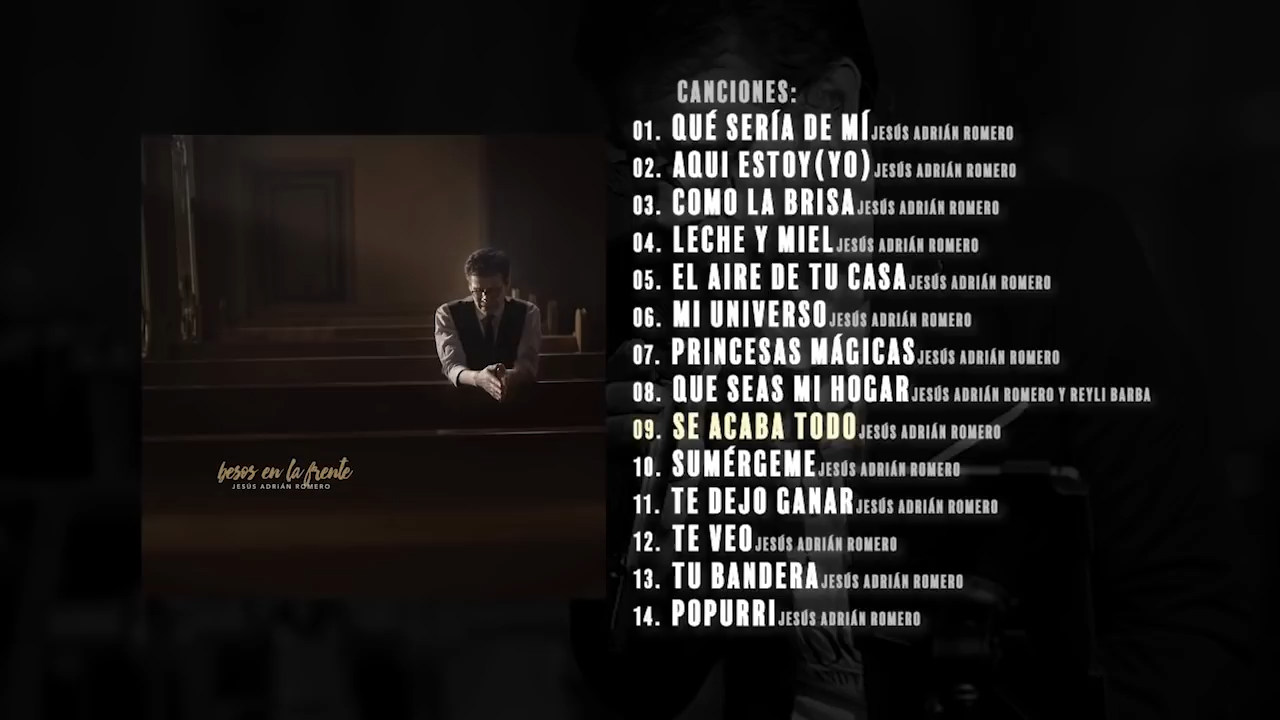 CANCIONES:
01. QUÉ SERÍA DE MÍ JESÚS ADRIÁN ROMERO
02. AQUI ESTOY(YO) JESÚS ADRIÁN ROMERO
03. COMO LA BRISA JESÚS ADRIÁN ROMERO
04. LECHE Y MIEL JESÚS ADRIÁN ROMERO
05. EL AIRE DE TU CASA JESÚS ADRIÁN ROMERO
06. MI UNIVERSO JESÚS ADRIÁN ROMERO
07. PRINCESAS MÁGICAS JESÚS ADRIÁN ROMERO
08. QUE SEAS MI HOGAR JESÚS ADRIÁN ROMERO Y REYLI BARBA
09. SE ACABA TODO JESÚS ADRIÁN ROMERO
10. SUMÉRGEME JESÚS ADRIÁN ROMERO
11. TE DEJO GANAR JESÚS ADRIÁN ROMERO
12. TE VEO JESÚS ADRIÁN ROMERO
13. TU BANDERA JESÚS ADRIÁN ROMERO
14. POPURRI JESÚS ADRIÁN ROMERO
besos en la frente
JESÚS ADRIÁN ROMERO